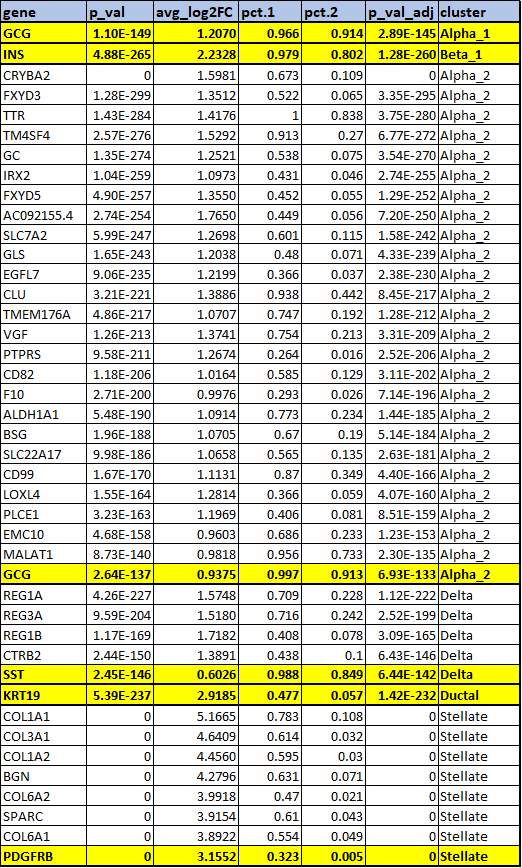 gene p_val avg_log2FC pct.1 pct.2 p_val_adj cluster
GCG 1.10E-149 1.2070 0.966 0.914 2.89E-145 Alpha_1
INS 4.88E-265 2.2328 0.979 0.802 1.28E-260 Beta_1
CRYBA2 0 1.5981 0.673 0.109 0 Alpha_2
FXYD3 1.28E-299 1.3512 0.522 0.065 3.35E-295 Alpha_2
TTR 1.43E-284 1.4176 1 0.838 3.75E-280 Alpha_2
TM4SF4 2.57E-276 1.5292 0.913 0.27 6.77E-272 Alpha_2
GC 1.35E-274 1.2521 0.538 0.075 3.54E-270 Alpha_2
IRX2 1.04E-259 1.0973 0.431 0.046 2.74E-255 Alpha_2
FXYD5 4.90E-257 1.3550 0.452 0.055 1.29E-252 Alpha_2
AC092155.4 2.74E-254 1.7650 0.449 0.056 7.20E-250 Alpha_2
SLC7A2 5.99E-247 1.2698 0.601 0.115 1.58E-242 Alpha_2
GLS 1.65E-243 1.2038 0.48 0.071 4.33E-239 Alpha_2
EGFL7 9.06E-235 1.2199 0.366 0.037 2.38E-230 Alpha_2
CLU 3.21E-221 1.3886 0.938 0.442 8.45E-217 Alpha_2
TMEM176A 4.86E-217 1.0707 0.747 0.192 1.28E-212 Alpha_2
VGF 1.26E-213 1.3741 0.754 0.213 3.31E-209 Alpha_2
PTPRS 9.58E-211 1.2674 0.264 0.016 2.52E-206 Alpha_2
CD82 1.18E-206 1.0164 0.585 0.129 3.11E-202 Alpha_2
F10 2.71E-200 0.9976 0.293 0.026 7.14E-196 Alpha_2
ALDH1A1 5.48E-190 1.0914 0.773 0.234 1.44E-185 Alpha_2
BSG 1.96E-188 1.0705 0.67 0.19 5.14E-184 Alpha_2
SLC22A17 9.98E-186 1.0658 0.565 0.135 2.63E-181 Alpha_2
CD99 1.67E-170 1.1131 0.87 0.349 4.40E-166 Alpha_2
LOXL4 1.55E-164 1.2814 0.366 0.059 4.07E-160 Alpha_2
PLCE1 3.23E-163 1.1969 0.406 0.081 8.51E-159 Alpha_2
EMC10 4.68E-158 0.9603 0.686 0.233 1.23E-153 Alpha_2
MALAT1 8.73E-140 0.9818 0.956 0.733 2.30E-135 Alpha_2
GCG 2.64E-137 0.9375 0.997 0.913 6.93E-133 Alpha_2
REG1A 4.26E-227 1.5748 0.709 0.228 1.12E-222 Delta
REG3A 9.59E-204 1.5180 0.716 0.242 2.52E-199 Delta
REG1B 1.17E-169 1.7182 0.408 0.078 3.09E-165 Delta
CTRB2 2.44E-150 1.3891 0.438 0.1 6.43E-146 Delta
SST 2.45E-146 0.6026 0.988 0.849 6.44E-142 Delta
KRT19 5.39E-237 2.9185 0.477 0.057 1.42E-232 Ductal
COL1A1 0 5.1665 0.783 0.108 0 Stellate
COL3A1 0 4.6409 0.614 0.032 0 Stellate
COL1A2 0 4.4560 0.595 0.03 0 Stellate
BGN 0 4.2796 0.631 0.071 0 Stellate
COL6A2 0 3.9918 0.47 0.021 0 Stellate
SPARC 0 3.9154 0.61 0.043 0 Stellate
COL6A1 0 3.8922 0.554 0.049 0 Stellate
PDGFRB 0 3.1552 0.323 0.005 0 Stellate